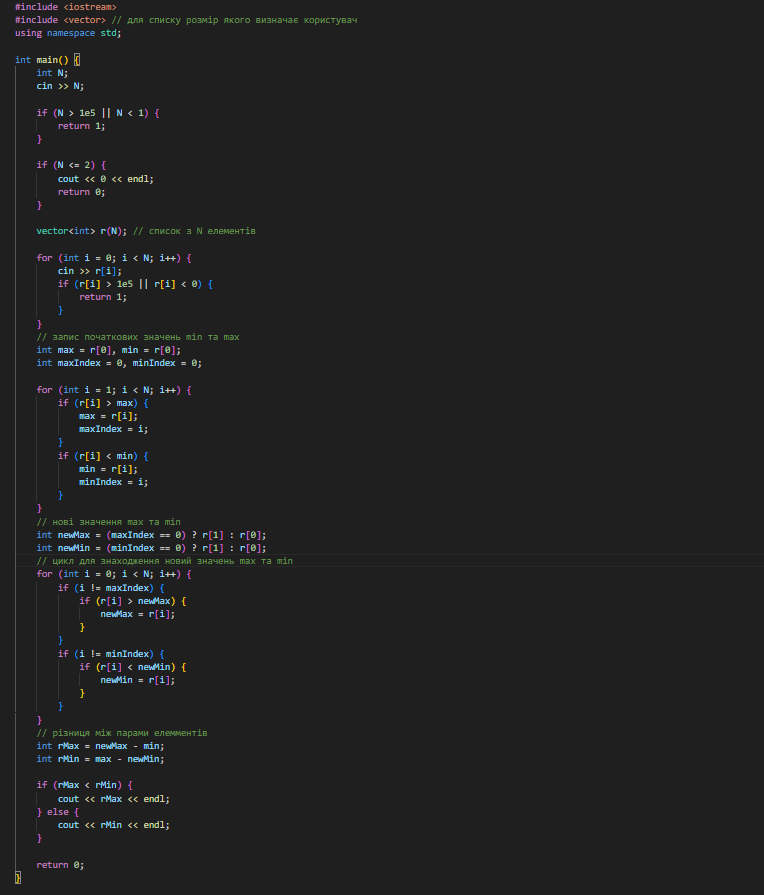 #include <iostream>
#include <vector> // для списку розмір якого визначає користувач
using namespace std;
int main() {
int N;
cin >> N;
if (N > 1e5 || N < 1) {
return 1;
}
if (N <= 2) {
cout << 0 << endl;
return 0;
}
vector<int> r(N); // список з N елементів
for (int i = 0; i < N; i++) {
cin >> r[i];
if (r[i] > 1e5 || r[i] < 0) {
return 1;
}
}
// запис початкових значень min та max
int max = r[0], min = r[0];
int maxIndex = 0, minIndex = 0;
for (int i = 1; i < N; i++) {
if (r[i] > max) {
max = r[i];
maxIndex = i;
}
if (r[i] < min) {
min = r[i];
minIndex = i;
}
}
// нові значення max та min
int newMax = (maxIndex == 0) ? r[1] : r[0];
int newMin = (minIndex == 0) ? r[1] : r[0];
// цикл для знаходження новий значень max та min
for (int i = 0; i < N; i++) {
if (i != maxIndex) {
if (r[i] > newMax) {
newMax = r[i];
}
}
if (i != minIndex) {
if (r[i] < newMin) {
newMin = r[i];
}
}
}
// різниця між парами елемментів
int rMax = newMax - min;
int rMin = max - newMin;
if (rMax < rMin) {
cout << rMax << endl;
} else {
cout << rMin << endl;
}
return 0;
}